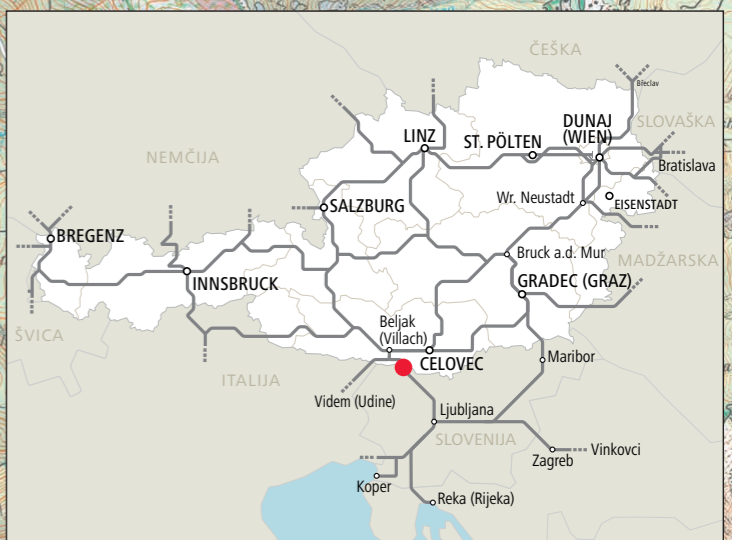 ČEŠKA
Břeclav
DUNAJ
(WIEN)
SLOVAŠKA
LINZ
ST. PÖLTEN
NEMČIJA
Bratislava
Wr. Neustadt
EISENSTADT
SALZBURG
BREGENZ
Bruck a.d. Mur
MADŽARSKA
INNSBRUCK
GRADEC (GRAZ)
ŠVICA
Beljak
(Villach)
CELOVEC
Maribor
ITALIJA
Videm (Udine)
Ljubljana
SLOVENIJA
Vinkovci
Zagreb
Koper
Reka (Rijeka)